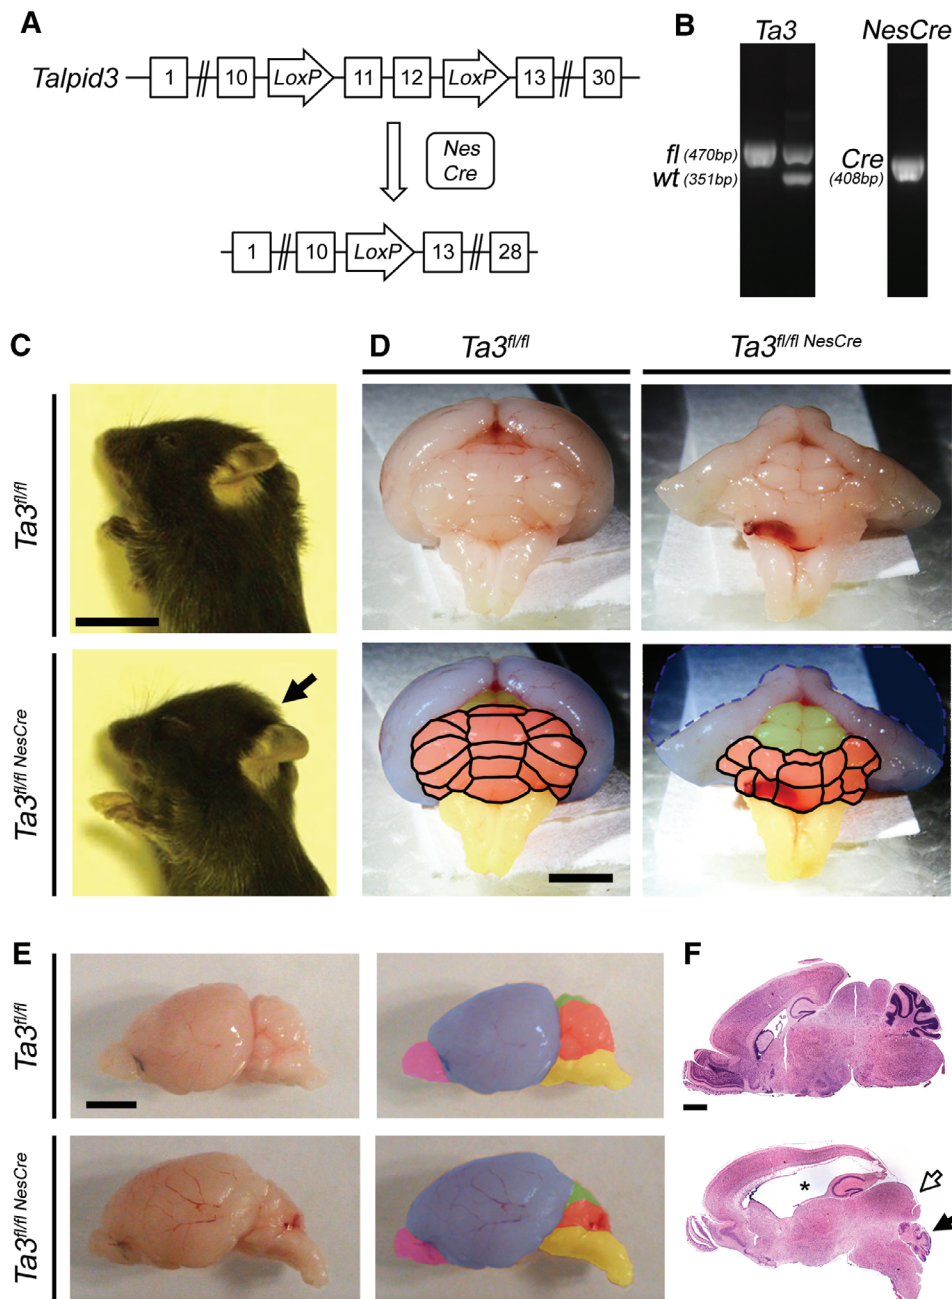 A
Talpid3 1 // 10 LoxP 11 12 LoxP 13 // 30
Nes
Cre
1 // 10 LoxP 13 // 28
B
Ta3 NesCre
fl (470bp)
wt (351bp)
Cre
(408bp)
C
Ta3fl/fl
Ta3fl/fl NesCre
D
Ta3fl/fl Ta3fl/fl NesCre
E
Ta3fl/fl
Ta3fl/fl NesCre
F
*